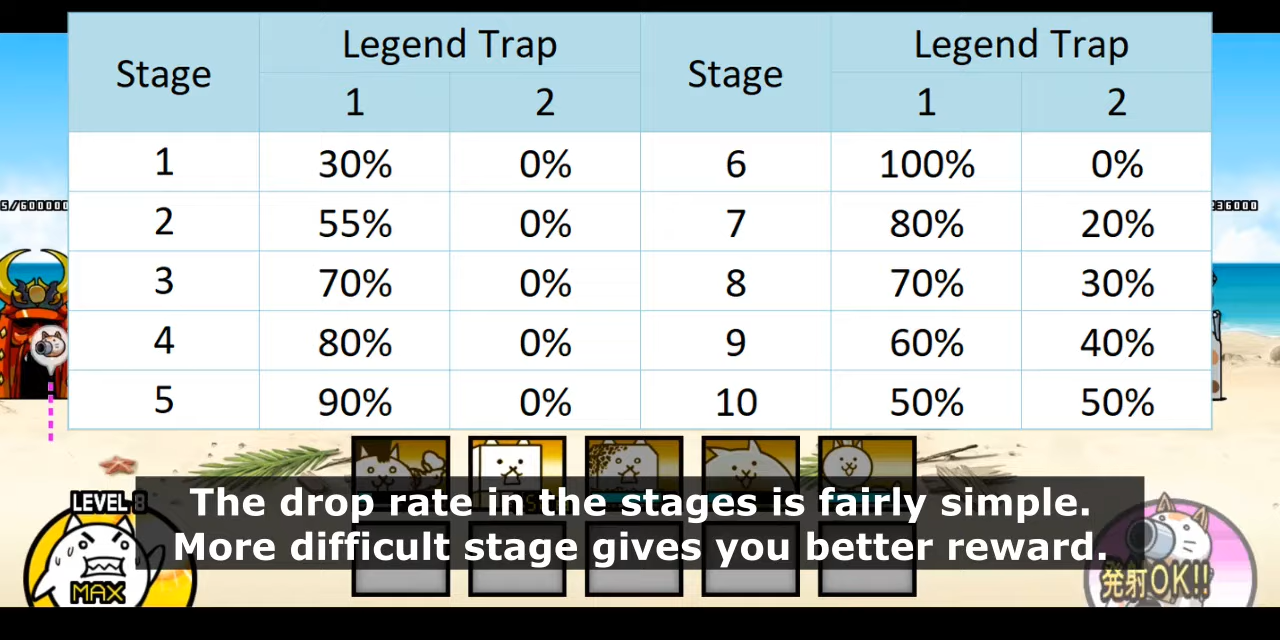 Stage Legend Trap Stage Legend Trap
1 2 1 2
1 30% 0% 6 100% 0%
2 55% 0% 7 80% 20%
3 70% 0% 8 70% 30%
4 80% 0% 9 60% 40%
5 90% 0% 10 50% 50%
5/600000
236000
LEVEL 8
The drop rate in the stages is fairly simple.
More difficult stage gives you better reward.
MAX
発射OK!!